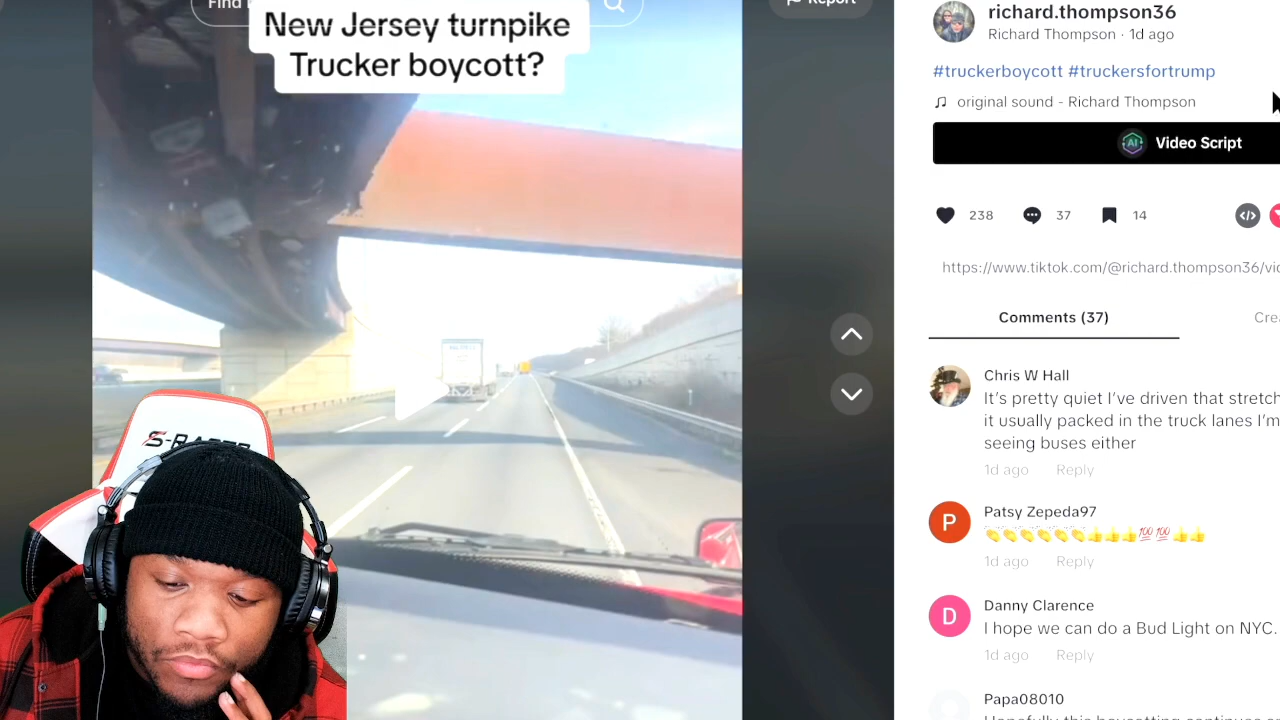 Find
Report
New Jersey turnpike
Trucker boycott?
S-RACER
richard.thompson36
Richard Thompson · 1d ago
#truckerboycott #truckersfortrump
original sound - Richard Thompson
AI Video Script
238 37 14
https://www.tiktok.com/@richard.thompson36/vid
Comments (37)
Chris W Hall
It's pretty quiet I've driven that stretch
it usually packed in the truck lanes I'm
seeing buses either
1d ago Reply
Patsy Zepeda97
👏👏👏👏👏👏👍👍👍💯💯👍👍
1d ago Reply
P
Danny Clarence
I hope we can do a Bud Light on NYC.
1d ago Reply
D
Papa08010